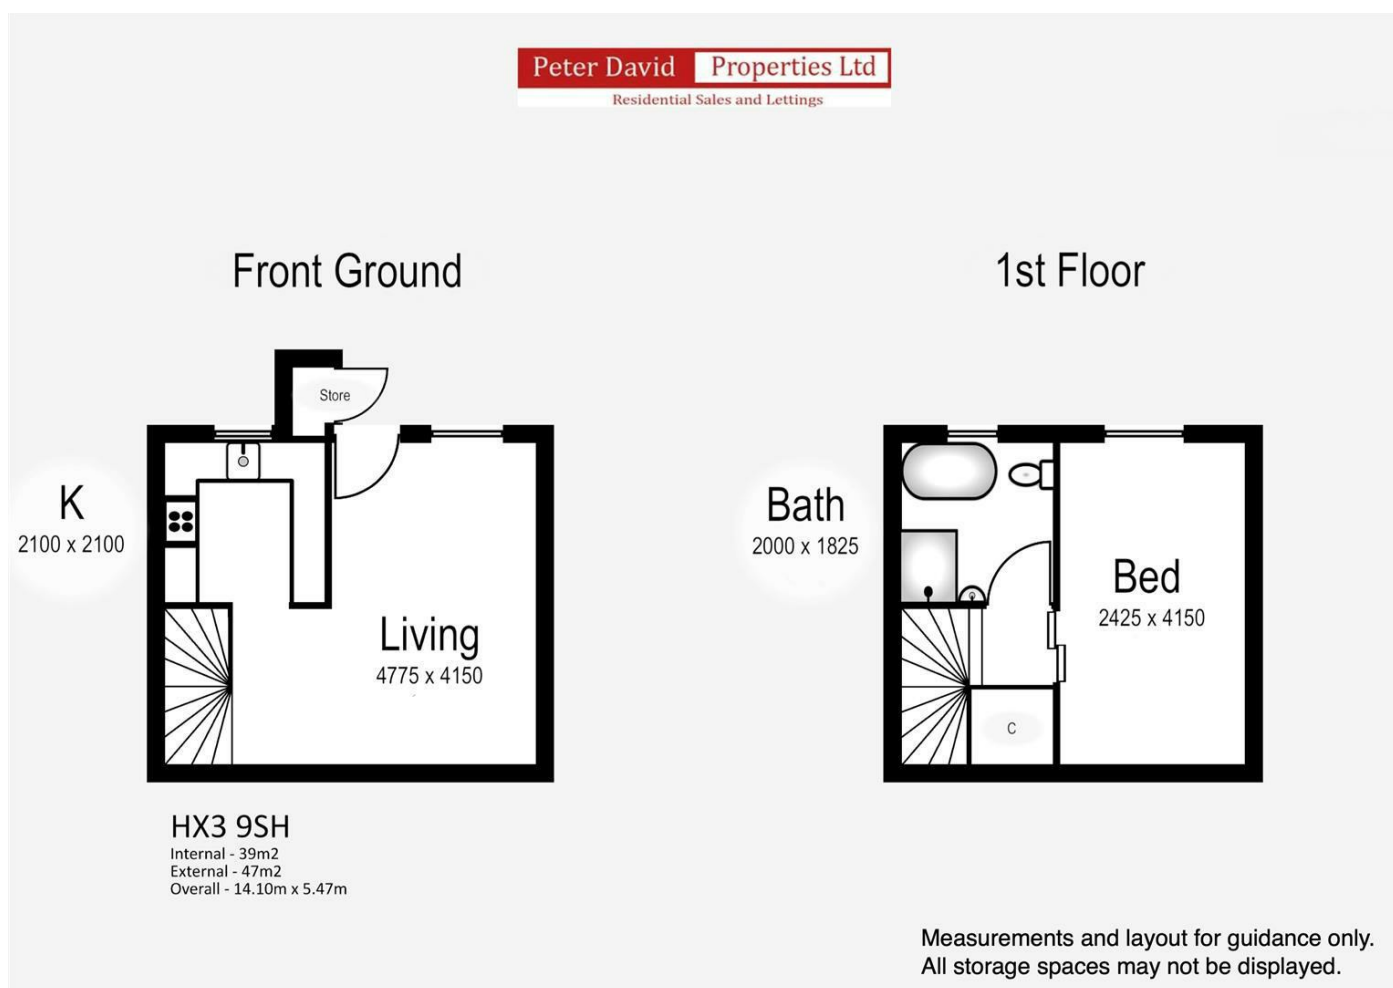 Peter David Properties Ltd
Residential Sales and Lettings
Front Ground
1st Floor
Store
K
2100 x 2100
Living
4775 x 4150
Bath
2000 x 1825
Bed
2425 x 4150
C
HX3 9SH
Internal - 39m2
External - 47m2
Overall - 14.10m x 5.47m
Measurements and layout for guidance only.
All storage spaces may not be displayed.